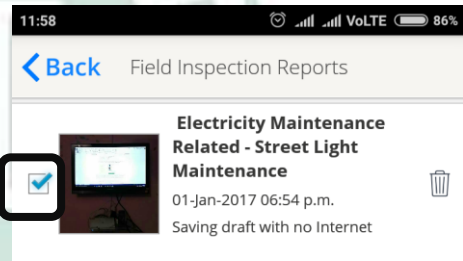 11:58 VoLTE 86%
Back Field Inspection Reports
Electricity Maintenance
Related - Street Light
Maintenance
01-Jan-2017 06:54 p.m.
Saving draft with no Internet